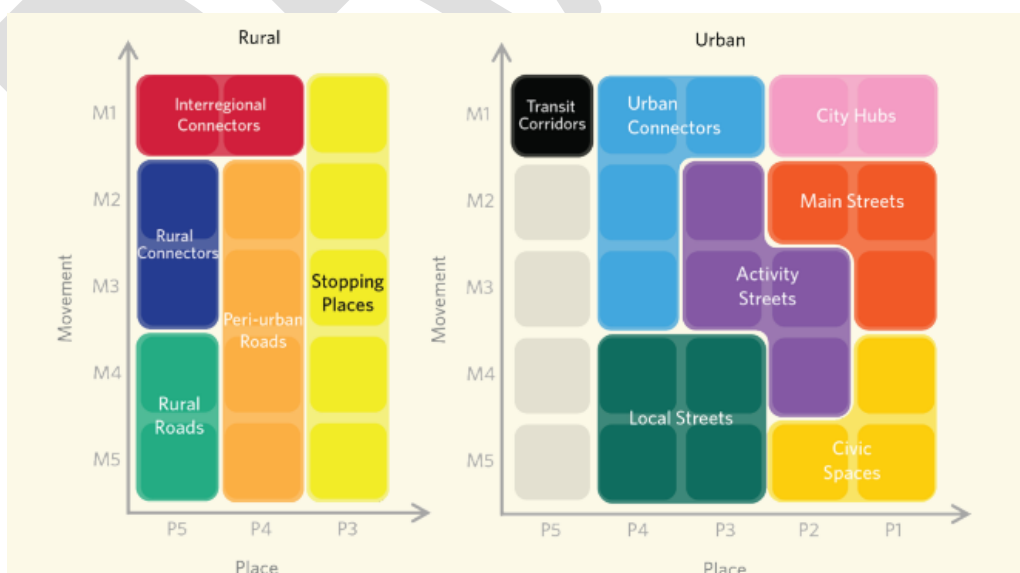 Rural
Urban
M1
M2
M3
M4
M5
Movement
Interregional
Connectors
Rural
Connectors
Peri-urban
Roads
Stopping
Places
Rural
Roads
P5
P4
P3
Place
M1
M2
M3
M4
M5
Movement
Transit
Corridors
Urban
Connectors
City Hubs
Main Streets
Activity
Streets
Local Streets
Civic
Spaces
P5
P4
P3
P2
P1
Place